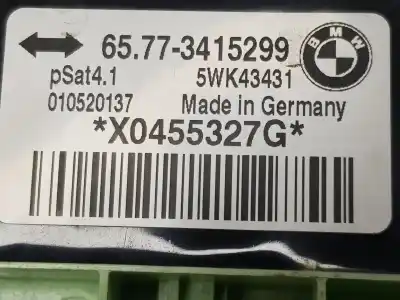 65.77-3415299
BMW
pSat4.1 5WK43431
010520137 Made in Germany
*X0455327G*